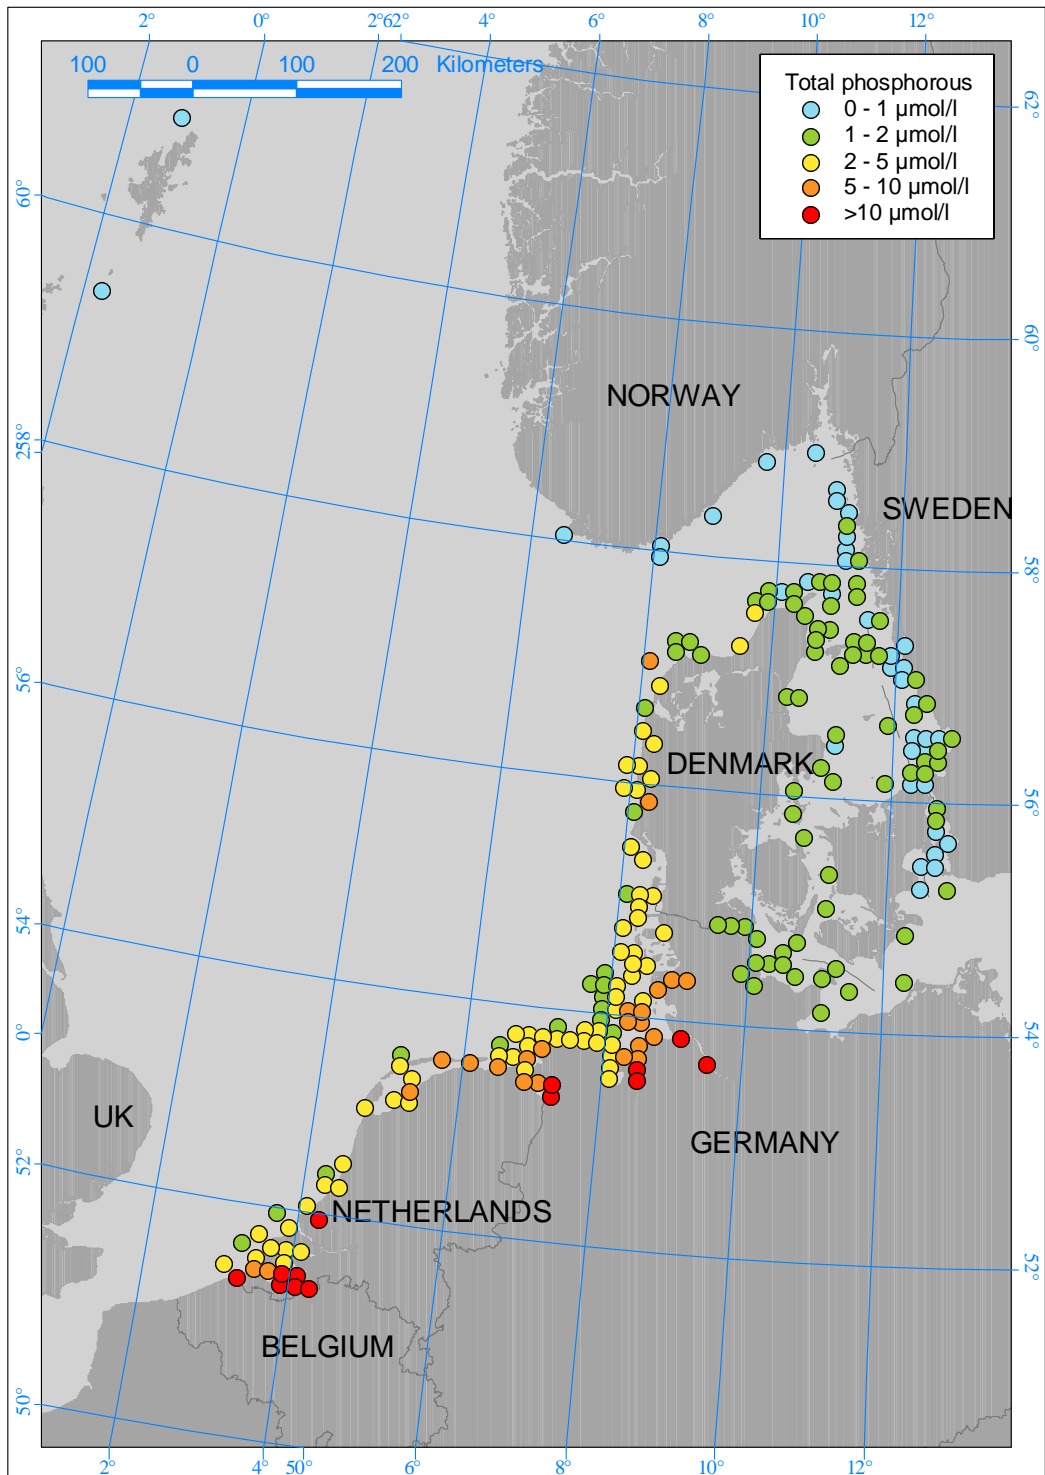 2° 0° 2°62° 4° 6° 8° 10° 12°
100 0 100 200 Kilometers
Total phosphorous
0 - 1 µmol/l
1 - 2 µmol/l
2 - 5 µmol/l
5 - 10 µmol/l
>10 µmol/l
62°
60°
60°
NORWAY
258°
SWEDEN
58°
56°
DENMARK
56°
54°
0°
54°
UK
GERMANY
52°
NETHERLANDS
52°
BELGIUM
50°
2° 4° 50° 6° 8° 10° 12°